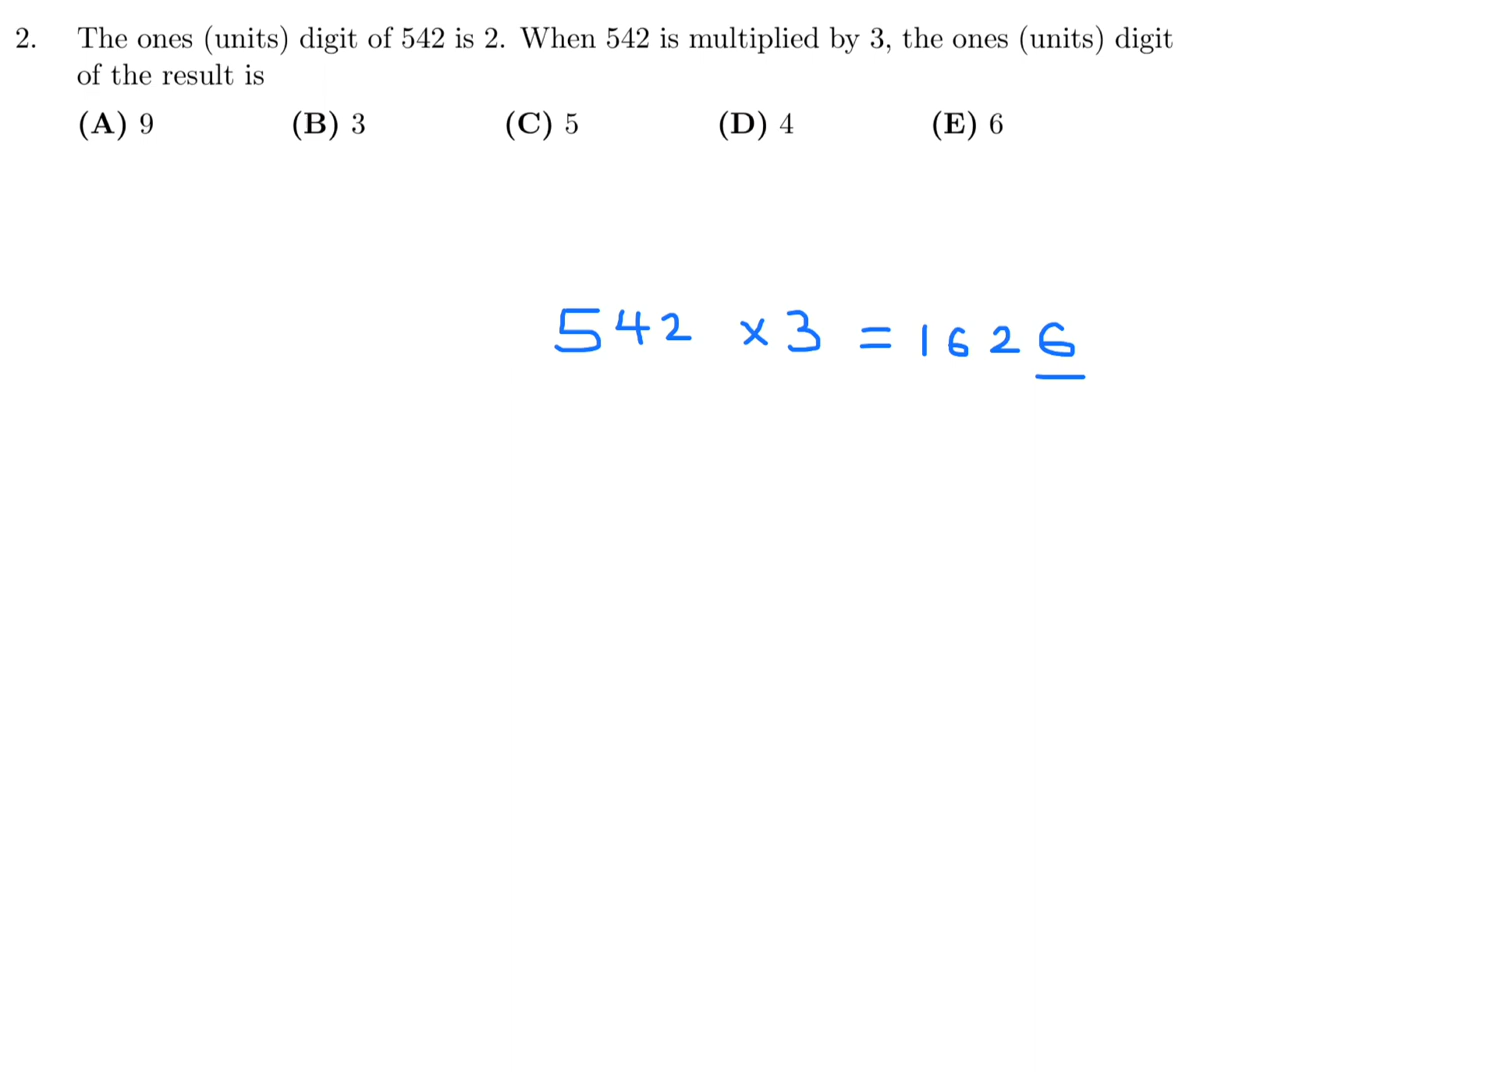 2. The ones (units) digit of 542 is 2. When 542 is multiplied by 3, the ones (units) digit
of the result is
(A) 9 (B) 3 (C) 5 (D) 4 (E) 6
542 × 3 = 1626